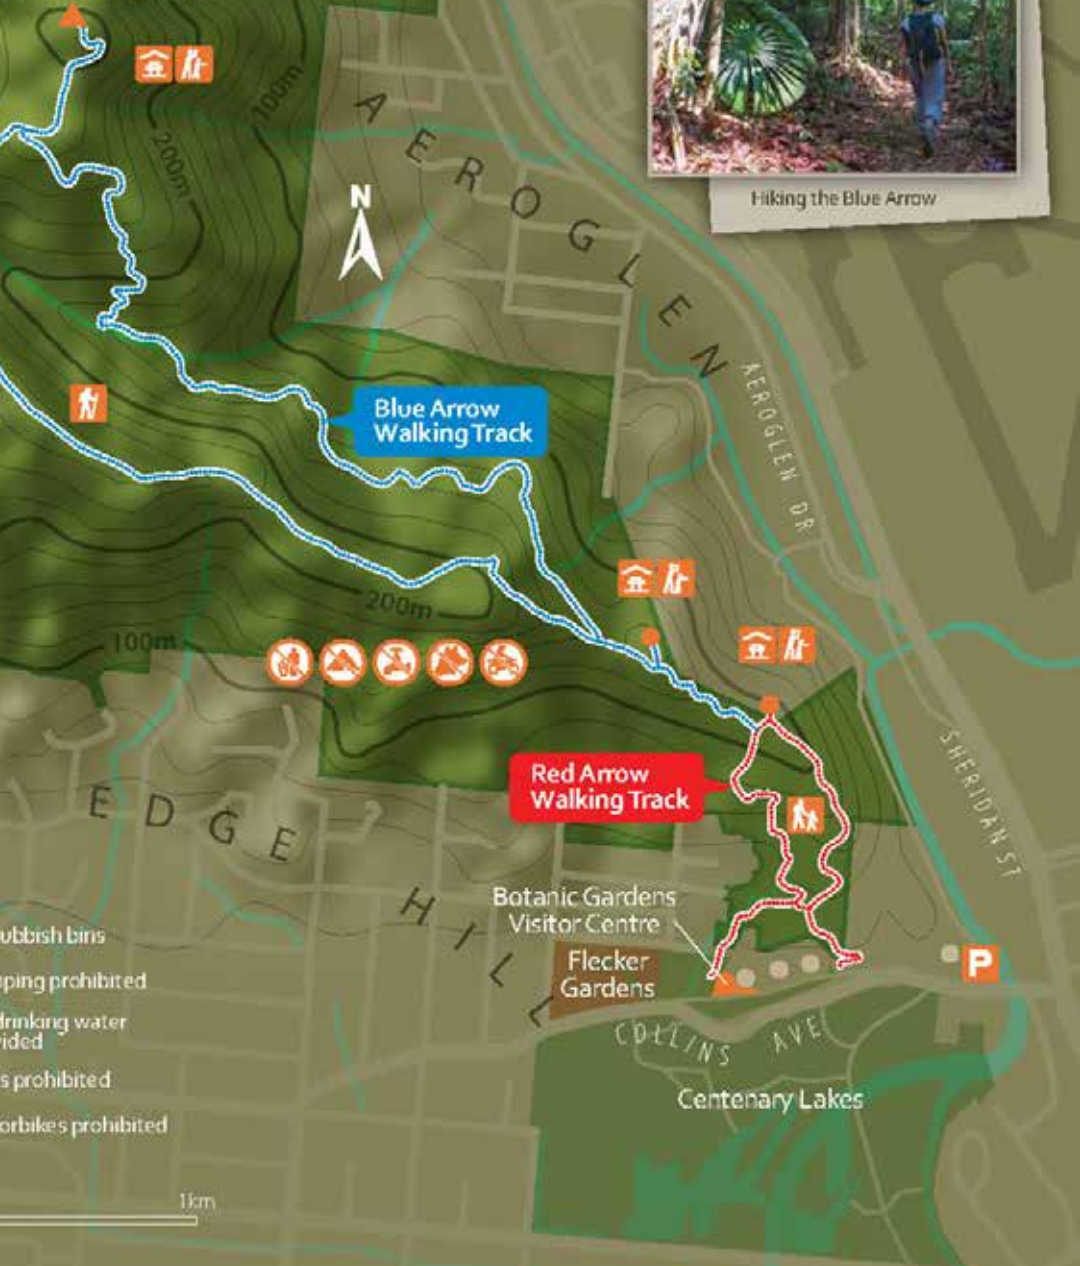 Hiking the Blue Arrow
N
AEROGLEN
100m
200m
AEROGLEN DR
Blue Arrow
Walking Track
200m
100m
SHERIDAN ST
Red Arrow
Walking Track
EDGE HILL
Botanic Gardens
Visitor Centre
Flecker
Gardens
P
COLLINS AVE
Centenary Lakes
ubbish bins
ping prohibited
drinking water
ided
s prohibited
orbikes prohibited
1km